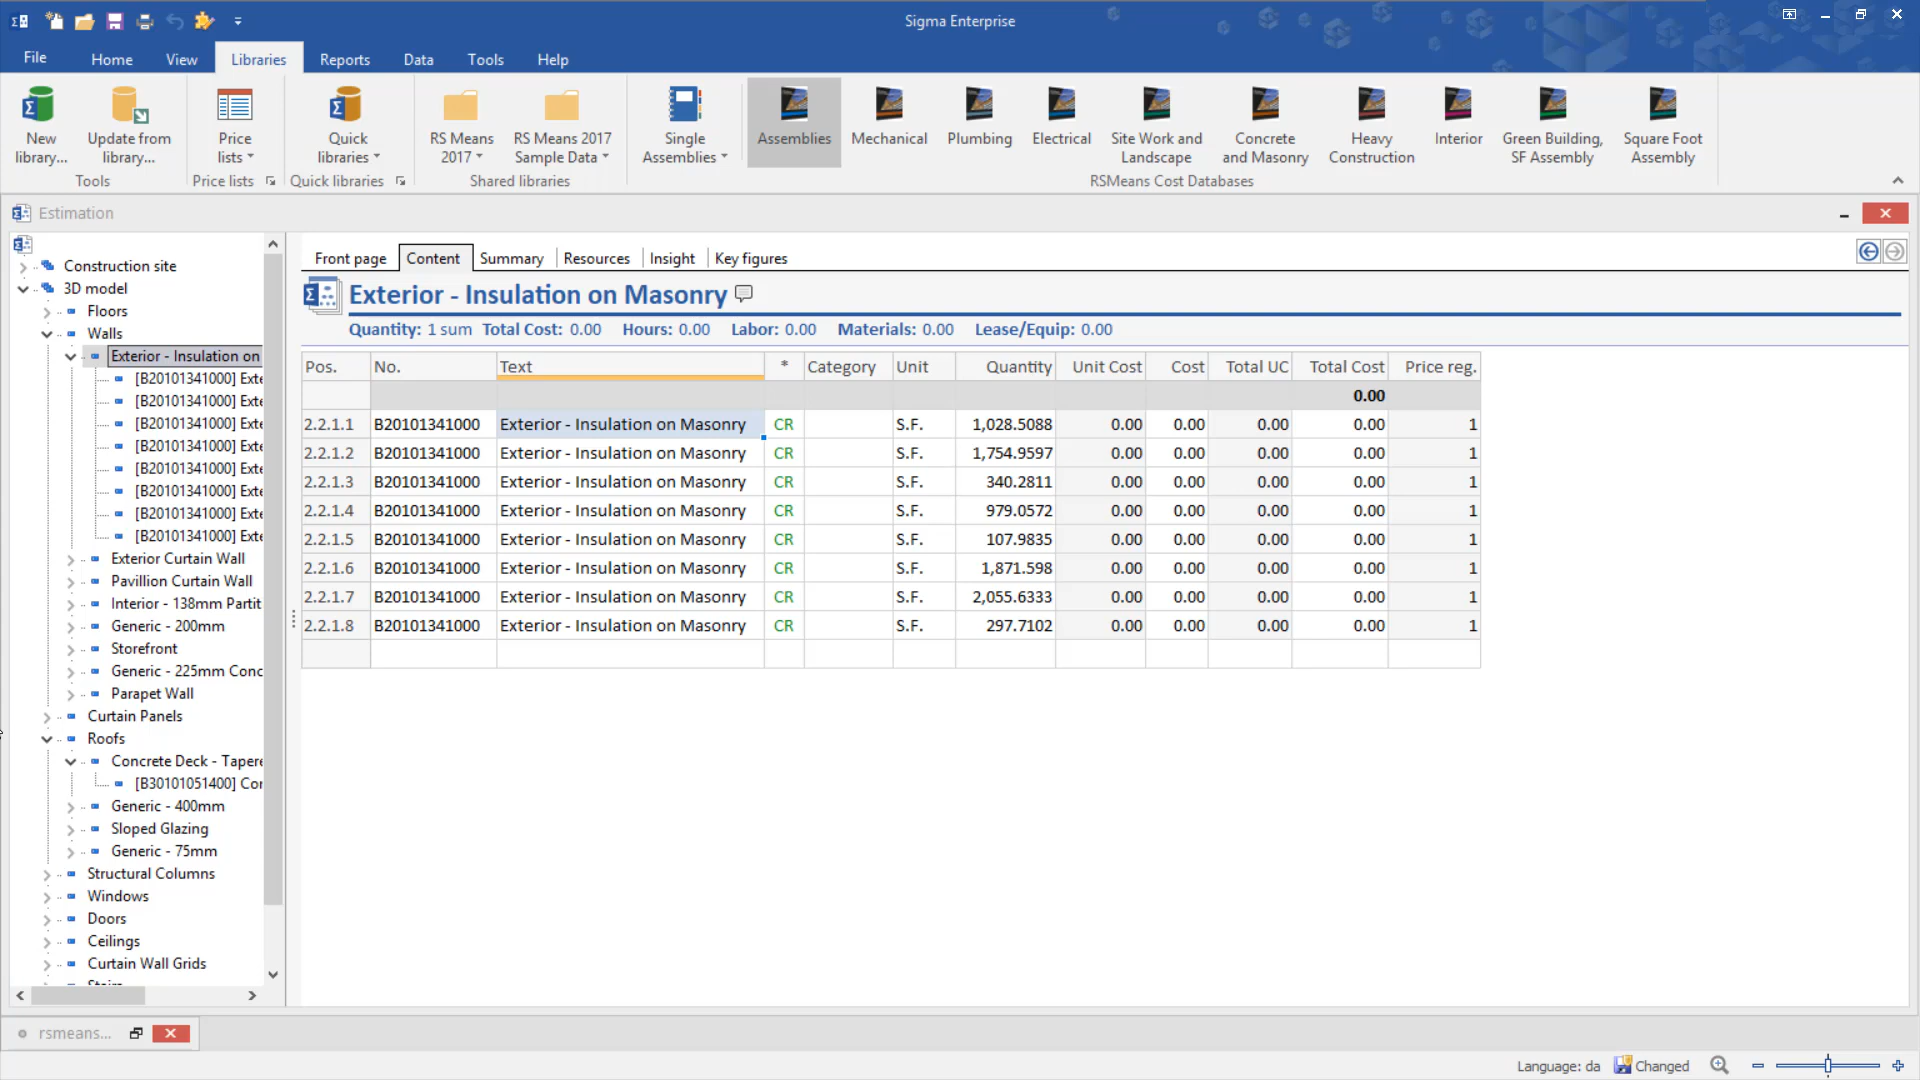 Sigma Enterprise
File Home View Libraries Reports Data Tools Help
New library...
Update from library...
Price lists
Quick libraries
RS Means 2017
RS Means 2017 Sample Data
Single Assemblies
Assemblies
Mechanical
Plumbing
Electrical
Site Work and Landscape
Concrete and Masonry
Heavy Construction
Interior
Green Building, SF Assembly
Square Foot Assembly
Tools Price lists Quick libraries Shared libraries RSMeans Cost Databases
Estimation
Construction site
3D model
Floors
Walls
Exterior - Insulation on
[B20101341000] Exte
[B20101341000] Exte
[B20101341000] Exte
[B20101341000] Exte
[B20101341000] Exte
[B20101341000] Exte
[B20101341000] Exte
[B20101341000] Exte
Exterior Curtain Wall
Pavillion Curtain Wall
Interior - 138mm Partit
Generic - 200mm
Storefront
Generic - 225mm Conc
Parapet Wall
Curtain Panels
Roofs
Concrete Deck - Tapere
[B30101051400] Cor
Generic - 400mm
Sloped Glazing
Generic - 75mm
Structural Columns
Windows
Doors
Ceilings
Curtain Wall Grids
Front page Content Summary Resources Insight Key figures
Exterior - Insulation on Masonry
Quantity: 1 sum Total Cost: 0.00 Hours: 0.00 Labor: 0.00 Materials: 0.00 Lease/Equip: 0.00
Pos. No. Text * Category Unit Quantity Unit Cost Cost Total UC Total Cost Price reg.
0.00
2.2.1.1 B20101341000 Exterior - Insulation on Masonry CR S.F. 1,028.5088 0.00 0.00 0.00 0.00 1
2.2.1.2 B20101341000 Exterior - Insulation on Masonry CR S.F. 1,754.9597 0.00 0.00 0.00 0.00 1
2.2.1.3 B20101341000 Exterior - Insulation on Masonry CR S.F. 340.2811 0.00 0.00 0.00 0.00 1
2.2.1.4 B20101341000 Exterior - Insulation on Masonry CR S.F. 979.0572 0.00 0.00 0.00 0.00 1
2.2.1.5 B20101341000 Exterior - Insulation on Masonry CR S.F. 107.9835 0.00 0.00 0.00 0.00 1
2.2.1.6 B20101341000 Exterior - Insulation on Masonry CR S.F. 1,871.598 0.00 0.00 0.00 0.00 1
2.2.1.7 B20101341000 Exterior - Insulation on Masonry CR S.F. 2,055.6333 0.00 0.00 0.00 0.00 1
2.2.1.8 B20101341000 Exterior - Insulation on Masonry CR S.F. 297.7102 0.00 0.00 0.00 0.00 1
rsmeans...
Language: da Changed